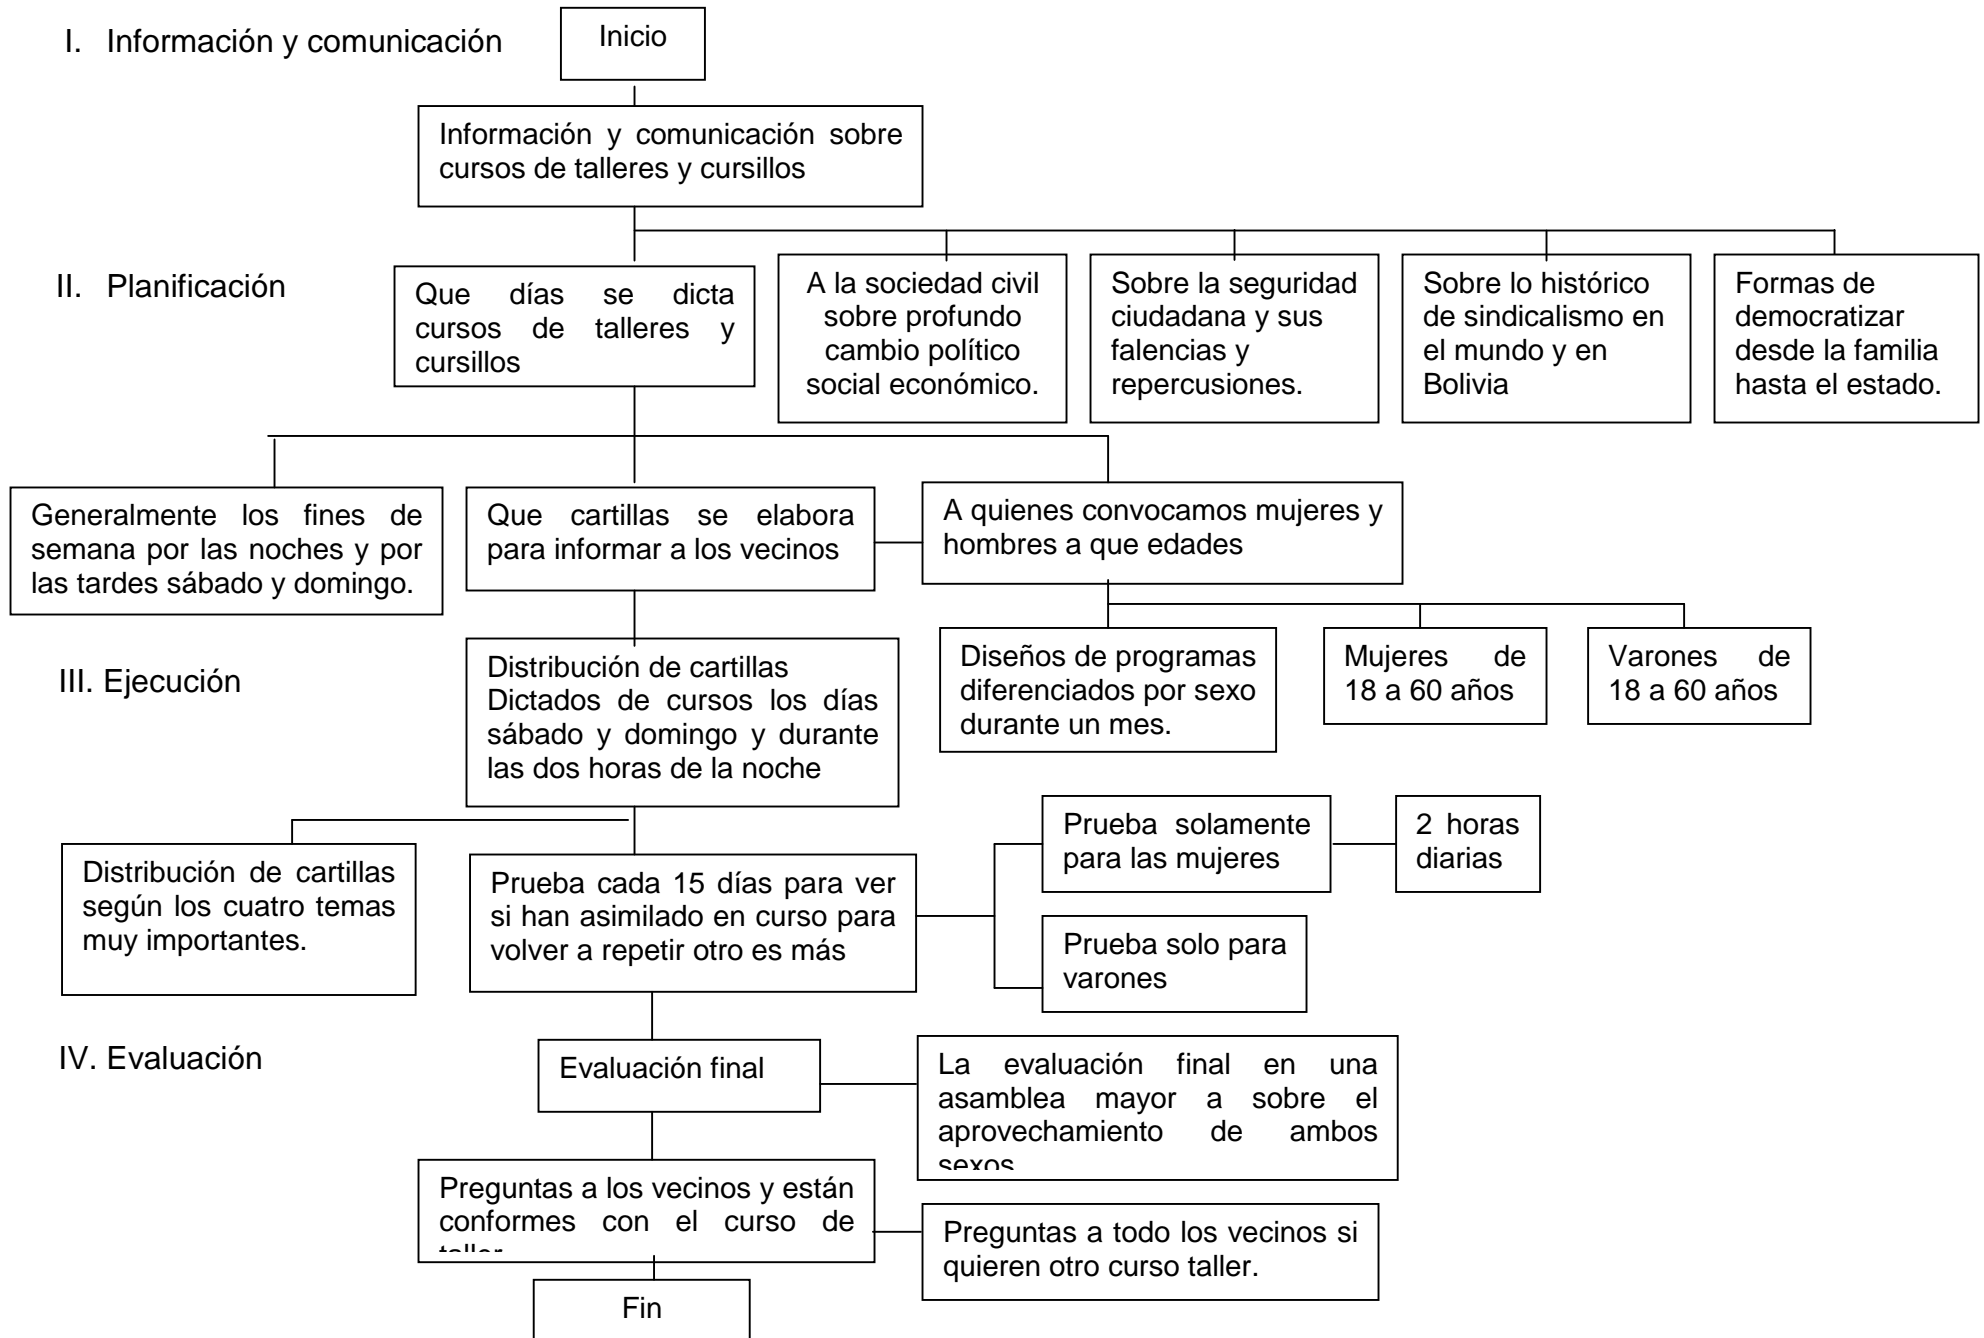 I. Información y comunicación
Inicio
Información y comunicación sobre
cursos de talleres y cursillos
II. Planificación
Que días se dicta
cursos de talleres y
cursillos
A la sociedad civil
sobre profundo
cambio político
social económico.
Sobre la seguridad
ciudadana y sus
falencias y
repercusiones.
Sobre lo histórico
de sindicalismo en
el mundo y en
Bolivia
Formas de
democratizar
desde la familia
hasta el estado.
Generalmente los fines de
semana por las noches y por
las tardes sábado y domingo.
Que cartillas se elabora
para informar a los vecinos
A quienes convocamos mujeres y
hombres a que edades
III. Ejecución
Distribución de cartillas
Dictados de cursos los días
sábado y domingo y durante
las dos horas de la noche
Diseños de programas
diferenciados por sexo
durante un mes.
Mujeres de
18 a 60 años
Varones de
18 a 60 años
Distribución de cartillas
según los cuatro temas
muy importantes.
Prueba cada 15 días para ver
si han asimilado en curso para
volver a repetir otro es más
Prueba solamente
para las mujeres
2 horas
diarias
Prueba solo para
varones
IV. Evaluación
Evaluación final
La evaluación final en una
asamblea mayor a sobre el
aprovechamiento de ambos
sexos
Preguntas a los vecinos y están
conformes con el curso de
taller
Preguntas a todo los vecinos si
quieren otro curso taller.
Fin